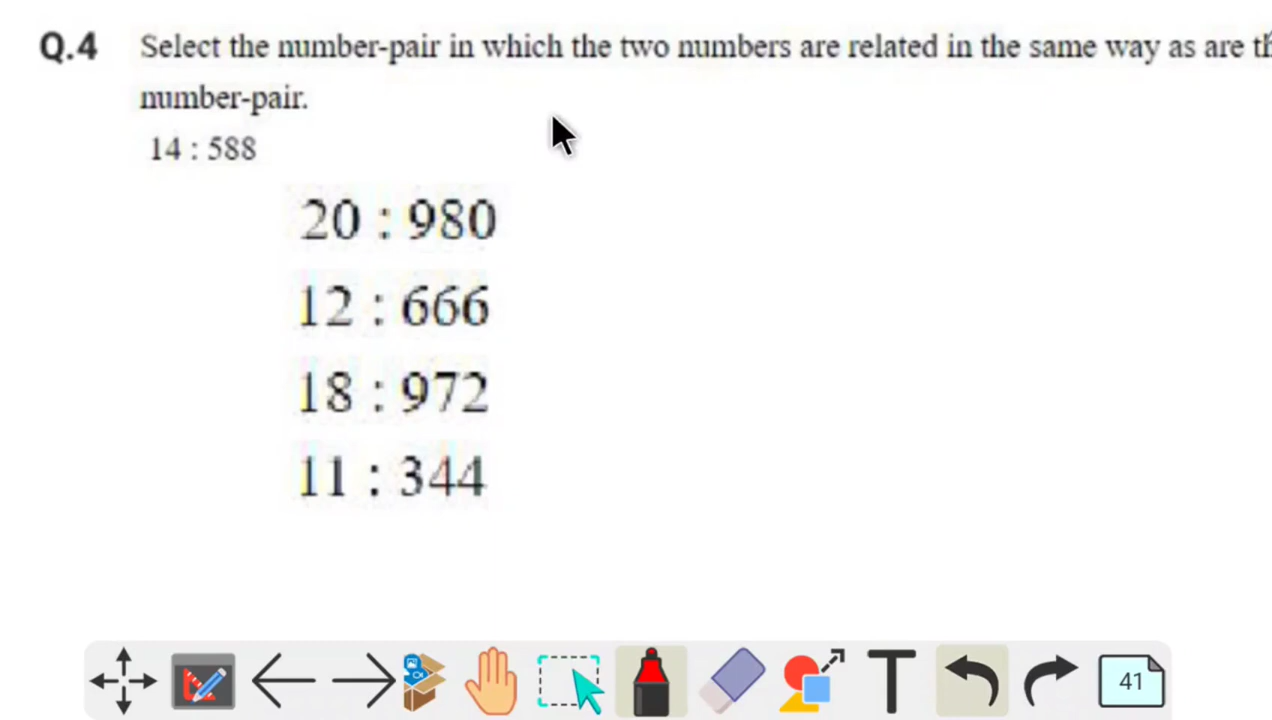 Q.4 Select the number-pair in which the two numbers are related in the same way as are
number-pair.
14 : 588
20 : 980
12 : 666
18 : 972
11 : 344
T
41